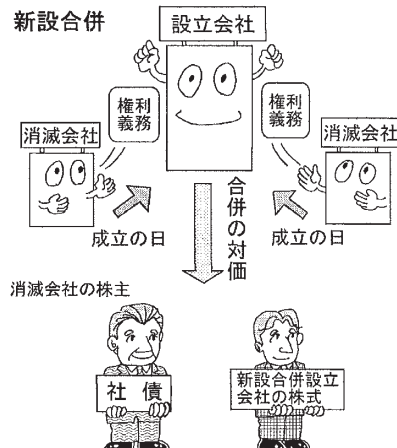 新設合併
設立会社
権利
義務
権利
義務
消滅会社
消滅会社
成立の日
成立の日
合併の対価
消滅会社の株主
社債
新設合併設立
会社の株式